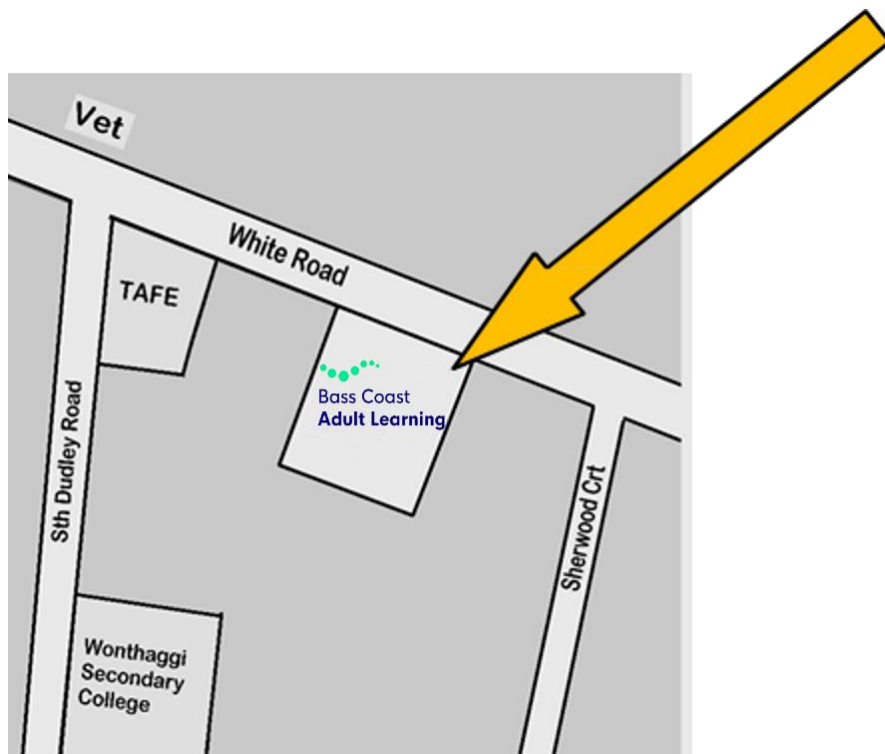 Vet
White Road
TAFE
Bass Coast
Adult Learning
Sth Dudley Road
Sherwood Crt
Wonthaggi
Secondary
College